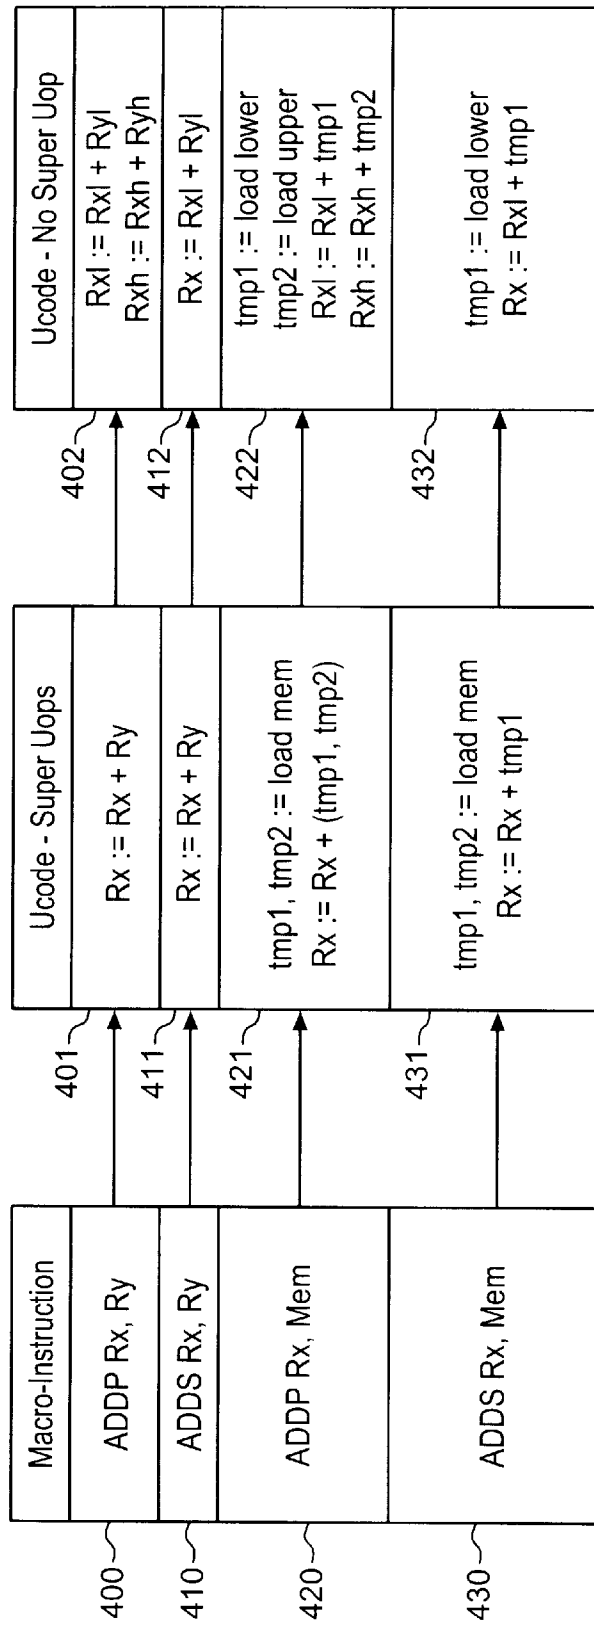 Macro-Instruction
400
ADDP Rx, Ry
410
ADDS Rx, Ry
420
ADDP Rx, Mem
430
ADDS Rx, Mem
Ucode - Super Uops
401
Rx := Rx + Ry
411
Rx := Rx + Ry
421
tmp1, tmp2 := load mem
Rx := Rx + (tmp1, tmp2)
431
tmp1, tmp2 := load mem
Rx := Rx + tmp1
Ucode - No Super Uop
402
Rxl := Rxl + Ryl
Rxh := Rxh + Ryh
412
Rx := Rxl + Ryl
422
tmp1 := load lower
tmp2 := load upper
Rxl := Rxl + tmp1
Rxh := Rxh + tmp2
432
tmp1 := load lower
Rx := Rxl + tmp1